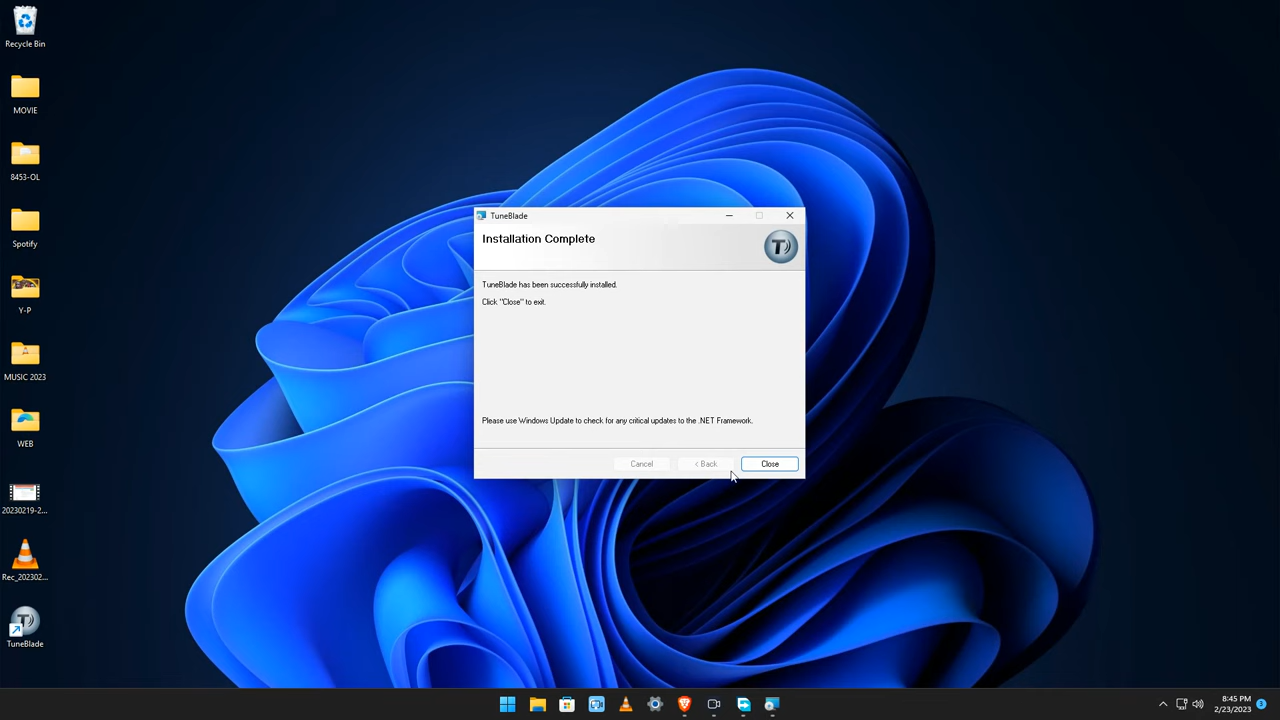 Recycle Bin
MOVIE
8453-OL
Spotify
Y-P
MUSIC 2023
WEB
20230219-2...
Rec_202302...
TuneBlade
TuneBlade
Installation Complete
TuneBlade has been successfully installed.
Click "Close" to exit.
Please use Windows Update to check for any critical updates to the .NET Framework.
Cancel
< Back
Close
8:45 PM
2/23/2023
3